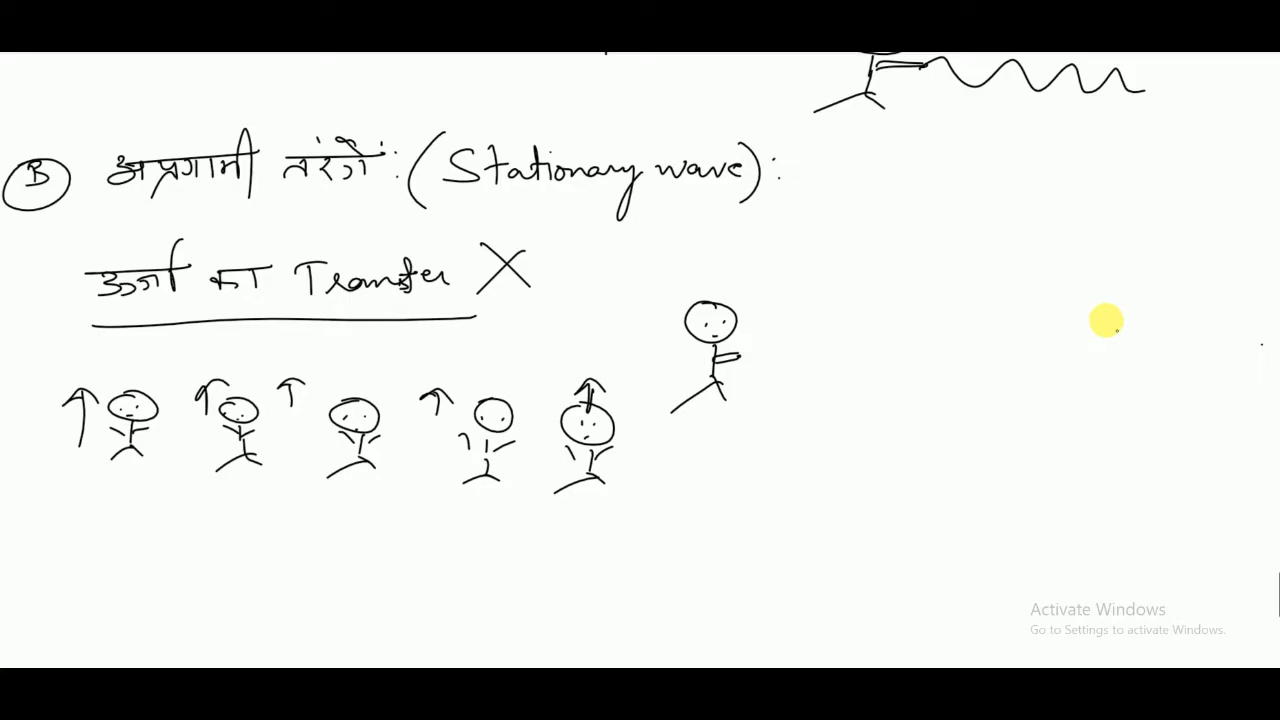 B अप्रगामी तरंगें : (Stationary wave) :
ऊर्जा का Transfer X
Activate Windows
Go to Settings to activate Windows.